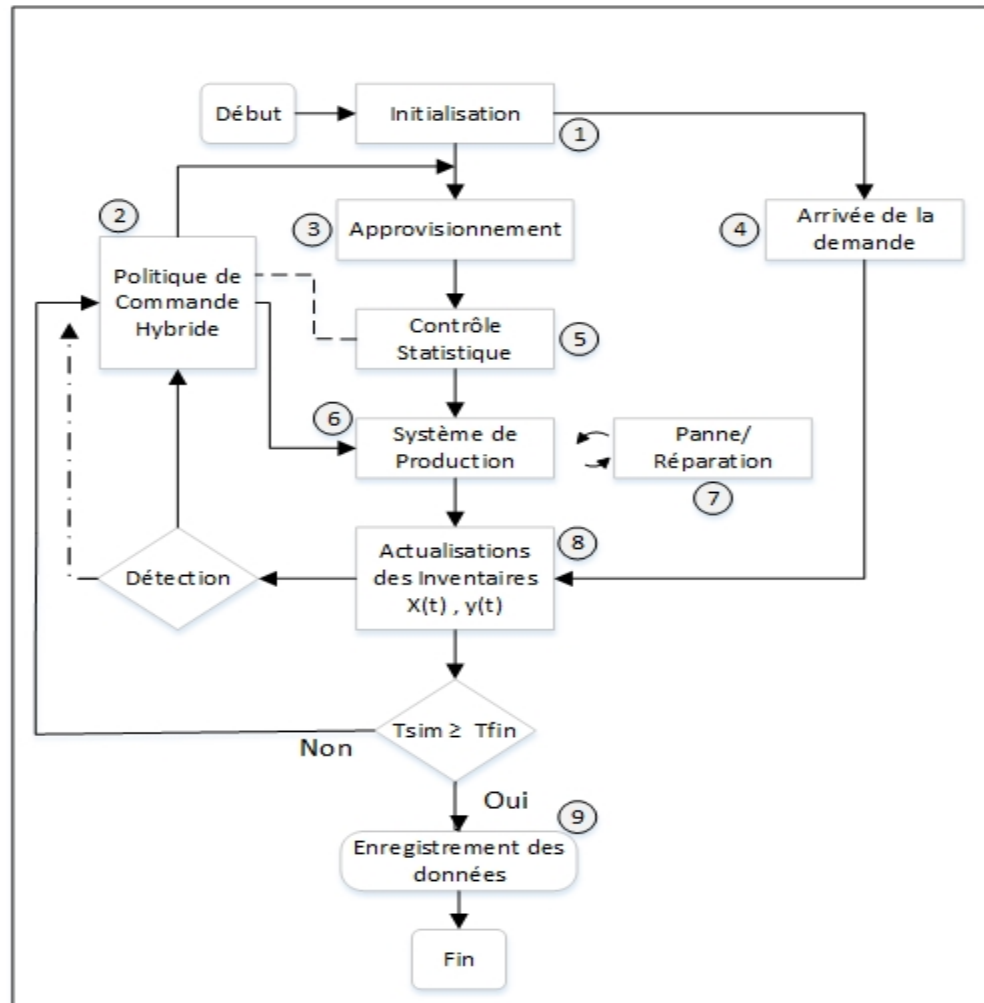 Début
Initialisation
1
2
3
Approvisionnement
4
Arrivée de la
demande
Politique de
Commande
Hybride
Contrôle
Statistique
5
6
Système de
Production
Panne/
Réparation
7
8
Actualisations
des Inventaires
X(t) , y(t)
Détection
Tsim ≥ Tfin
Non
Oui
9
Enregistrement des
données
Fin